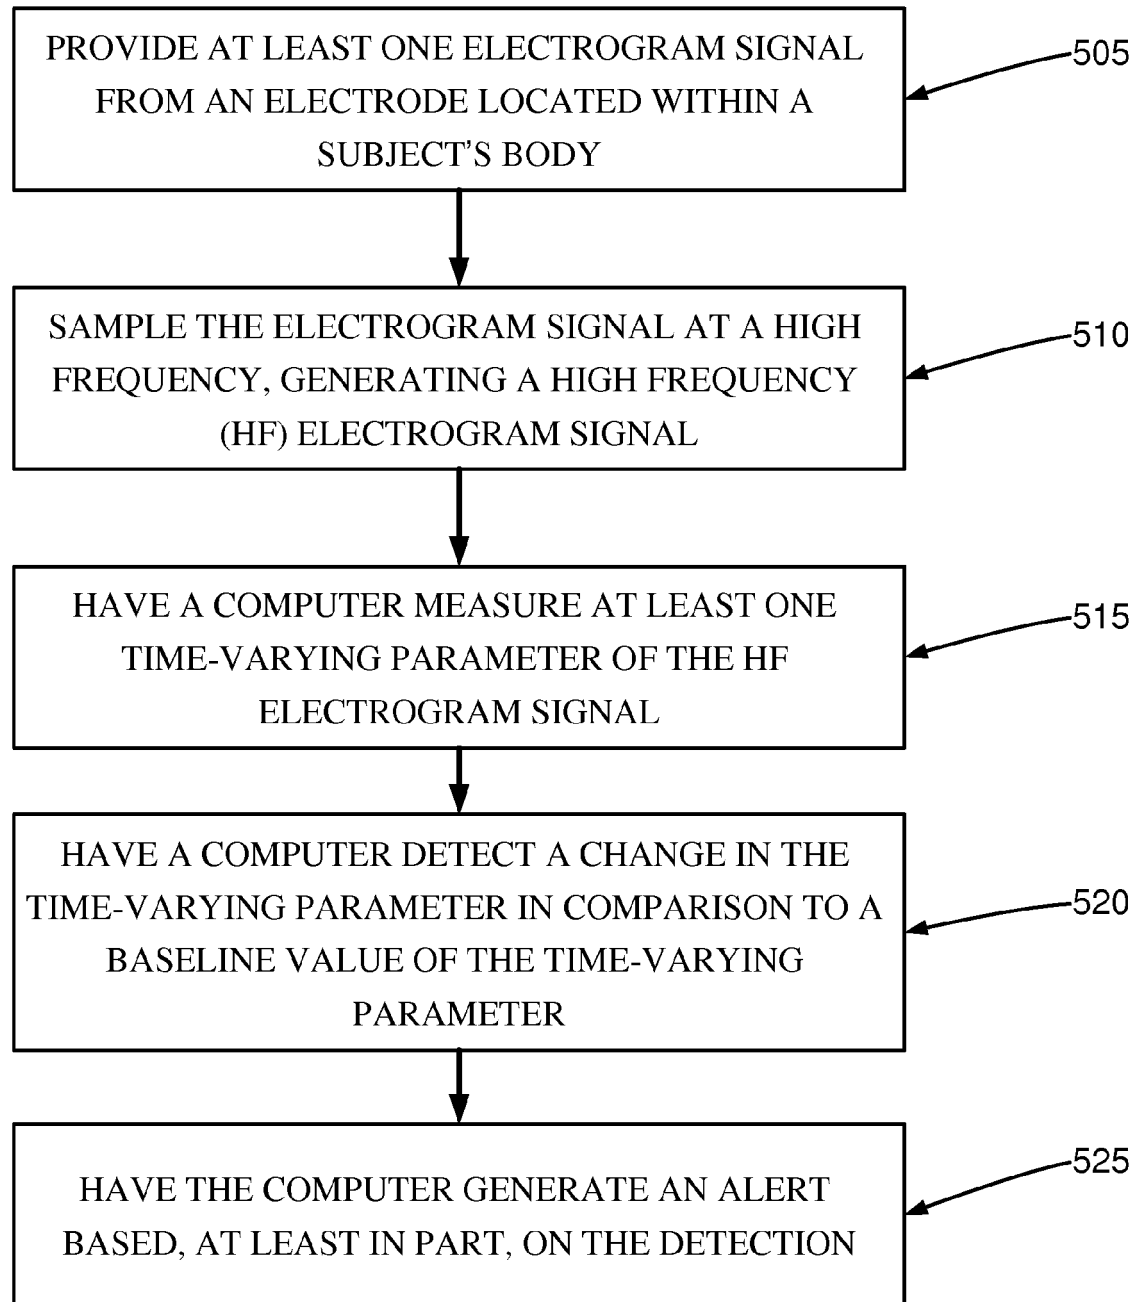 PROVIDE AT LEAST ONE ELECTROGRAM SIGNAL
FROM AN ELECTRODE LOCATED WITHIN A
SUBJECT'S BODY
505
SAMPLE THE ELECTROGRAM SIGNAL AT A HIGH
FREQUENCY, GENERATING A HIGH FREQUENCY
(HF) ELECTROGRAM SIGNAL
510
HAVE A COMPUTER MEASURE AT LEAST ONE
TIME-VARYING PARAMETER OF THE HF
ELECTROGRAM SIGNAL
515
HAVE A COMPUTER DETECT A CHANGE IN THE
TIME-VARYING PARAMETER IN COMPARISON TO A
BASELINE VALUE OF THE TIME-VARYING
PARAMETER
520
HAVE THE COMPUTER GENERATE AN ALERT
BASED, AT LEAST IN PART, ON THE DETECTION
525